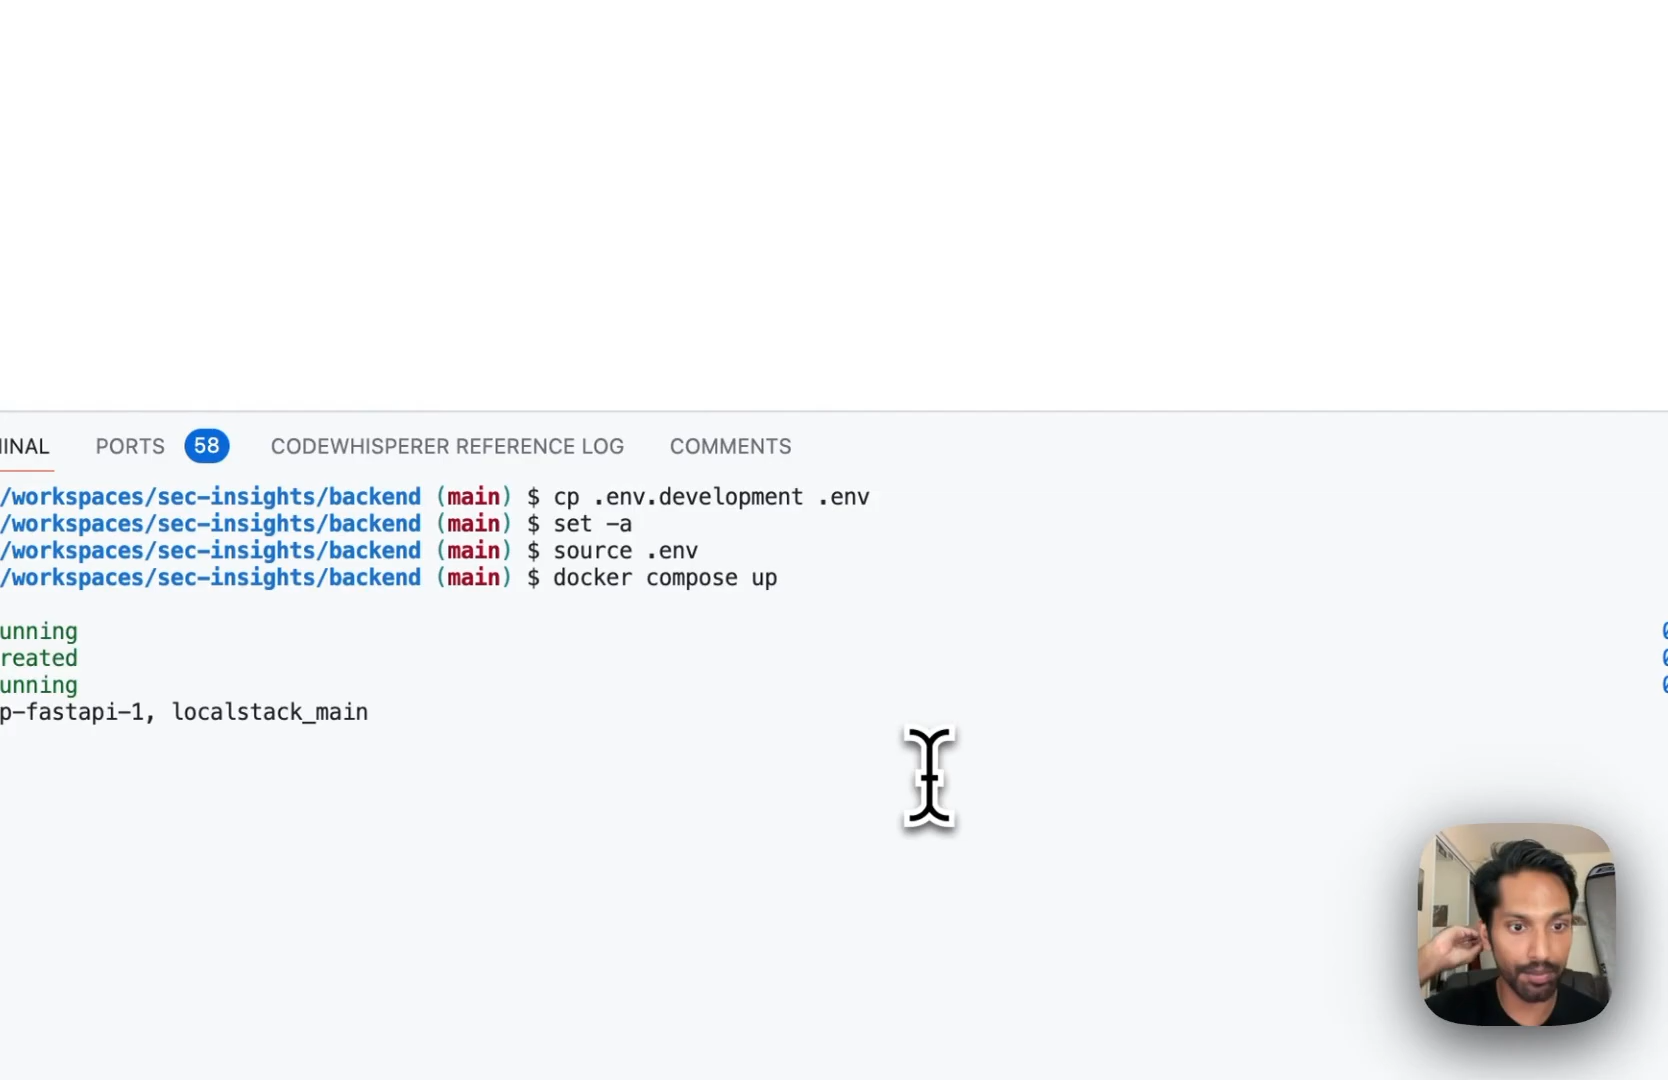 INAL PORTS 58 CODEWHISPERER REFERENCE LOG COMMENTS
/workspaces/sec-insights/backend (main) $ cp .env.development .env
/workspaces/sec-insights/backend (main) $ set -a
/workspaces/sec-insights/backend (main) $ source .env
/workspaces/sec-insights/backend (main) $ docker compose up
unning
reated
unning
p-fastapi-1, localstack_main